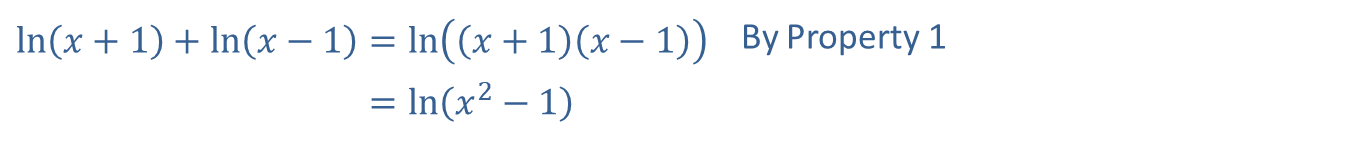 ln(x + 1) + ln(x − 1) = ln((x + 1)(x − 1)) By Property 1
= ln(x² − 1)